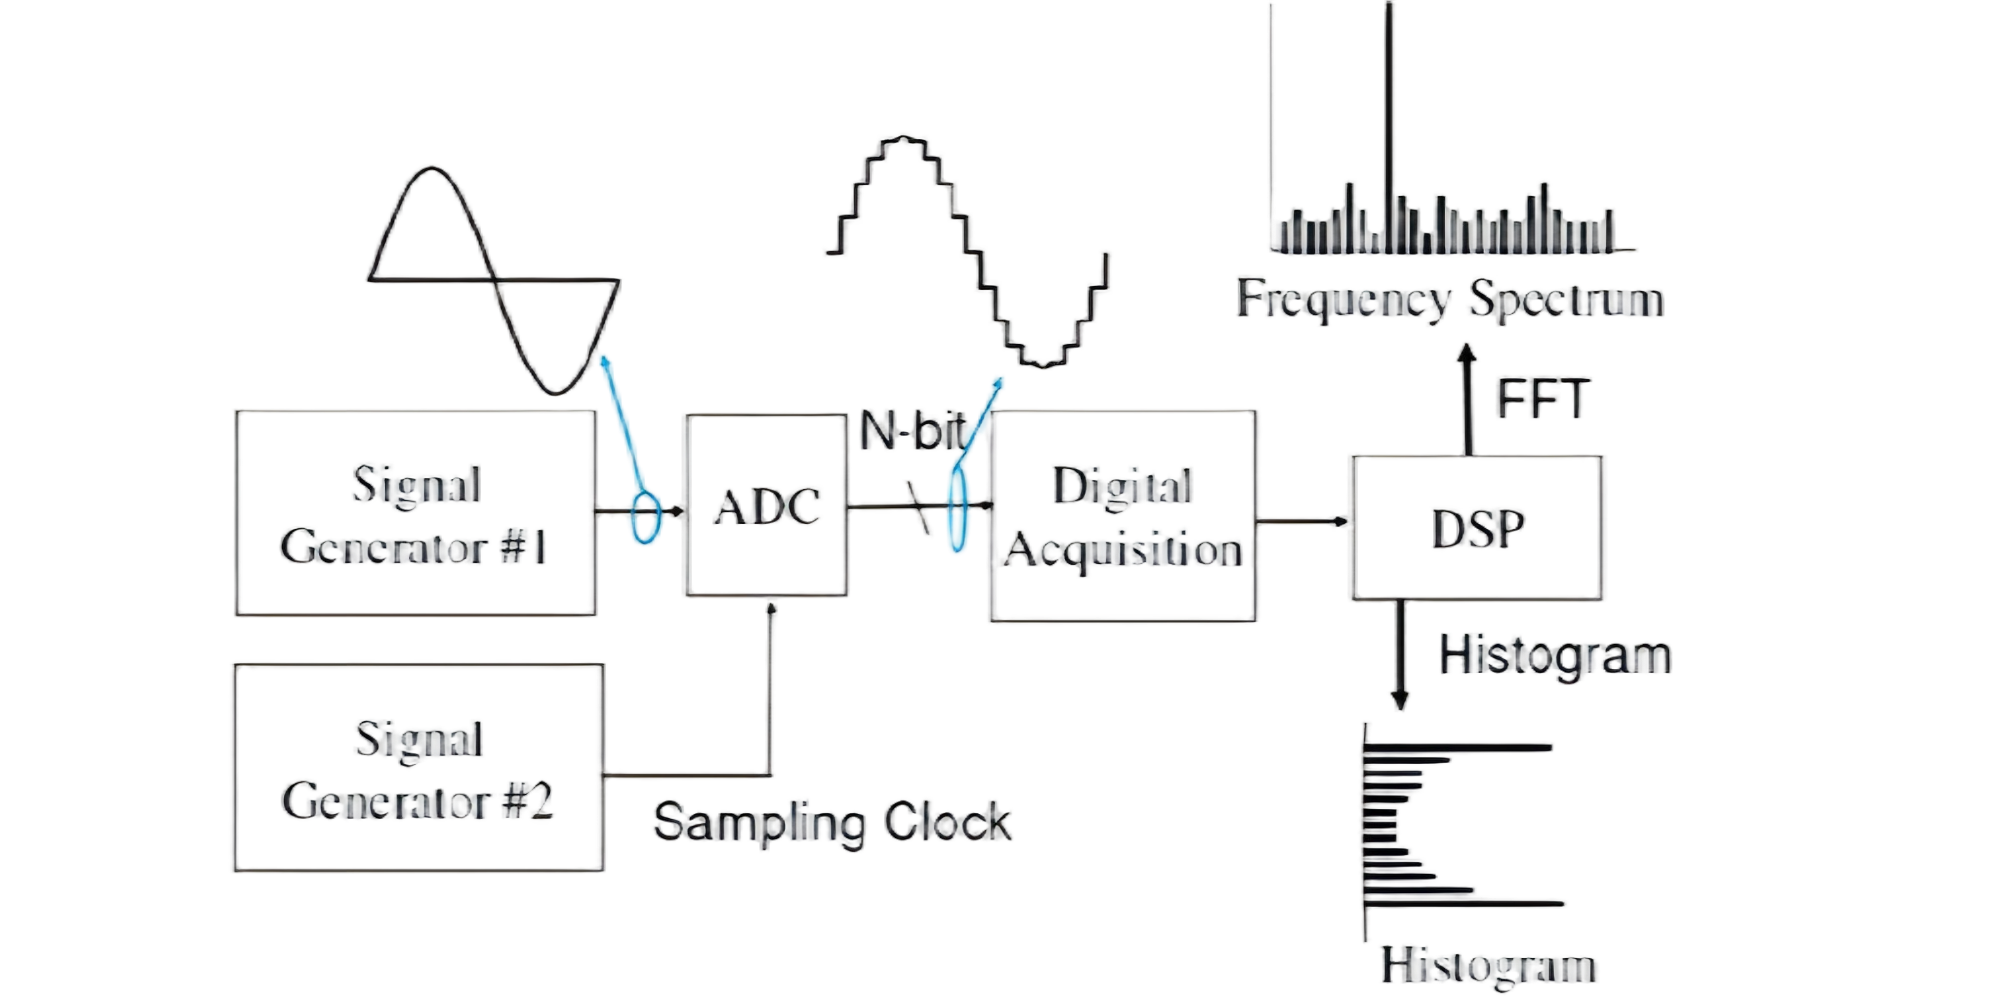 Frequency Spectrum
FFT
N-bit
Signal
Generator #1
ADC
Digital
Acquisition
DSP
Histogram
Signal
Generator #2
Sampling Clock
Histogram